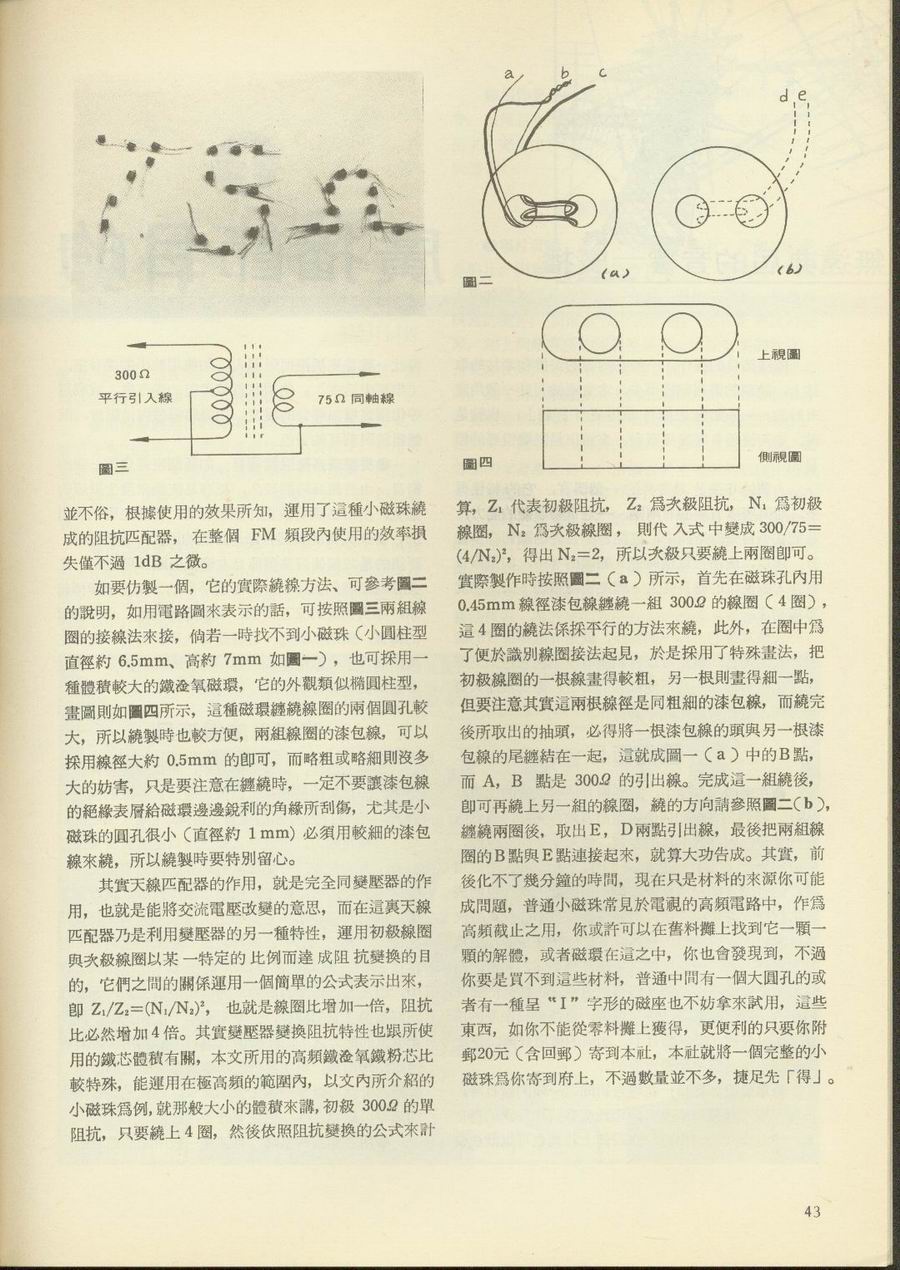 75Ω
300Ω
平行引入線
75Ω 同軸線
圖三
a
b
c
d
e
(a)
(b)
圖二
上視圖
側視圖
圖四
並不俗，根據使用的效果所知，運用了這種小磁珠繞
成的阻抗匹配器，在整個 FM 頻段內使用的效率損
失僅不過 1dB 之微。
如要仿製一個，它的實際繞線方法、可參考圖二
的說明，如用電路圖來表示的話，可按照圖三兩組線
圈的接線法來接，倘若一時找不到小磁珠（小圓柱型
直徑約 6.5mm、高約 7mm 如圖一），也可採用一
種體積較大的鐵淦氧磁環，它的外觀類似橢圓柱型，
畫圖則如圖四所示，這種磁環纏繞線圈的兩個圓孔較
大，所以繞製時也較方便，兩組線圈的漆包線，可以
採用線徑大約 0.5mm 的卽可，而略粗或略細則沒多
大的妨害，只是要注意在纏繞時，一定不要讓漆包線
的絕緣表層給磁環邊邊銳利的角緣所刮傷，尤其是小
磁珠的圓孔很小（直徑約 1mm）必須用較細的漆包
線來繞，所以繞製時要特別留心。
其實天線匹配器的作用，就是完全同變壓器的作
用，也就是能將交流電壓改變的意思，而在這裏天線
匹配器乃是利用變壓器的另一種特性，運用初級線圈
與次級線圈以某一特定的比例而達成阻抗變換的目
的，它們之間的關係運用一個簡單的公式表示出來，
卽 Z₁/Z₂=(N₁/N₂)²，也就是線圈比增加一倍，阻抗
比必然增加4倍。其實變壓器變換阻抗特性也跟所使
用的鐵芯體積有關，本文所用的高頻鐵淦氧鐵粉芯比
較特殊，能運用在極高頻的範圍內，以文內所介紹的
小磁珠爲例，就那般大小的體積來講，初級 300Ω 的單
阻抗，只要繞上4圈，然後依照阻抗變換的公式來計
算，Z₁ 代表初級阻抗，Z₂ 爲次級阻抗，N₁ 爲初級
線圈，N₂ 爲次級線圈，則代入式中變成 300/75=
(4/N₂)²，得出 N₂=2，所以次級只要繞上兩圈卽可。
實際製作時按照圖二（a）所示，首先在磁珠孔內用
0.45mm 線徑漆包線纏繞一組 300Ω 的線圈（4圈），
這4圈的繞法係採平行的方法來繞，此外，在圈中爲
了便於識別線圈接法起見，於是採用了特殊畫法，把
初級線圈的一根線畫得較粗，另一根則畫得細一點，
但要注意其實這兩根線徑是同粗細的漆包線，而繞完
後所取出的抽頭，必得將一根漆包線的頭與另一根漆
包線的尾纏結在一起，這就成圖一（a）中的B點，
而 A，B 點是 300Ω 的引出線。完成這一組繞後，
卽可再繞上另一組的線圈，繞的方向請參照圖二（b），
纏繞兩圈後，取出E，D兩點引出線，最後把兩組線
圈的B點與E點連接起來，就算大功告成。其實，前
後化不了幾分鐘的時間，現在只是材料的來源你可能
成問題，普通小磁珠常見於電視的高頻電路中，作爲
高頻截止之用，你或許可以在舊料攤上找到它一顆一
顆的解體，或者磁環在這之中，你也會發現到，不過
你要是買不到這些材料，普通中間有一個大圓孔的或
者有一種呈〝I〞字形的磁座也不妨拿來試用，這些
東西，如你不能從零料攤上獲得，更便利的只要你附
郵20元（含回郵）寄到本社，本社就將一個完整的小
磁珠爲你寄到府上，不過數量並不多，捷足先「得」。
43